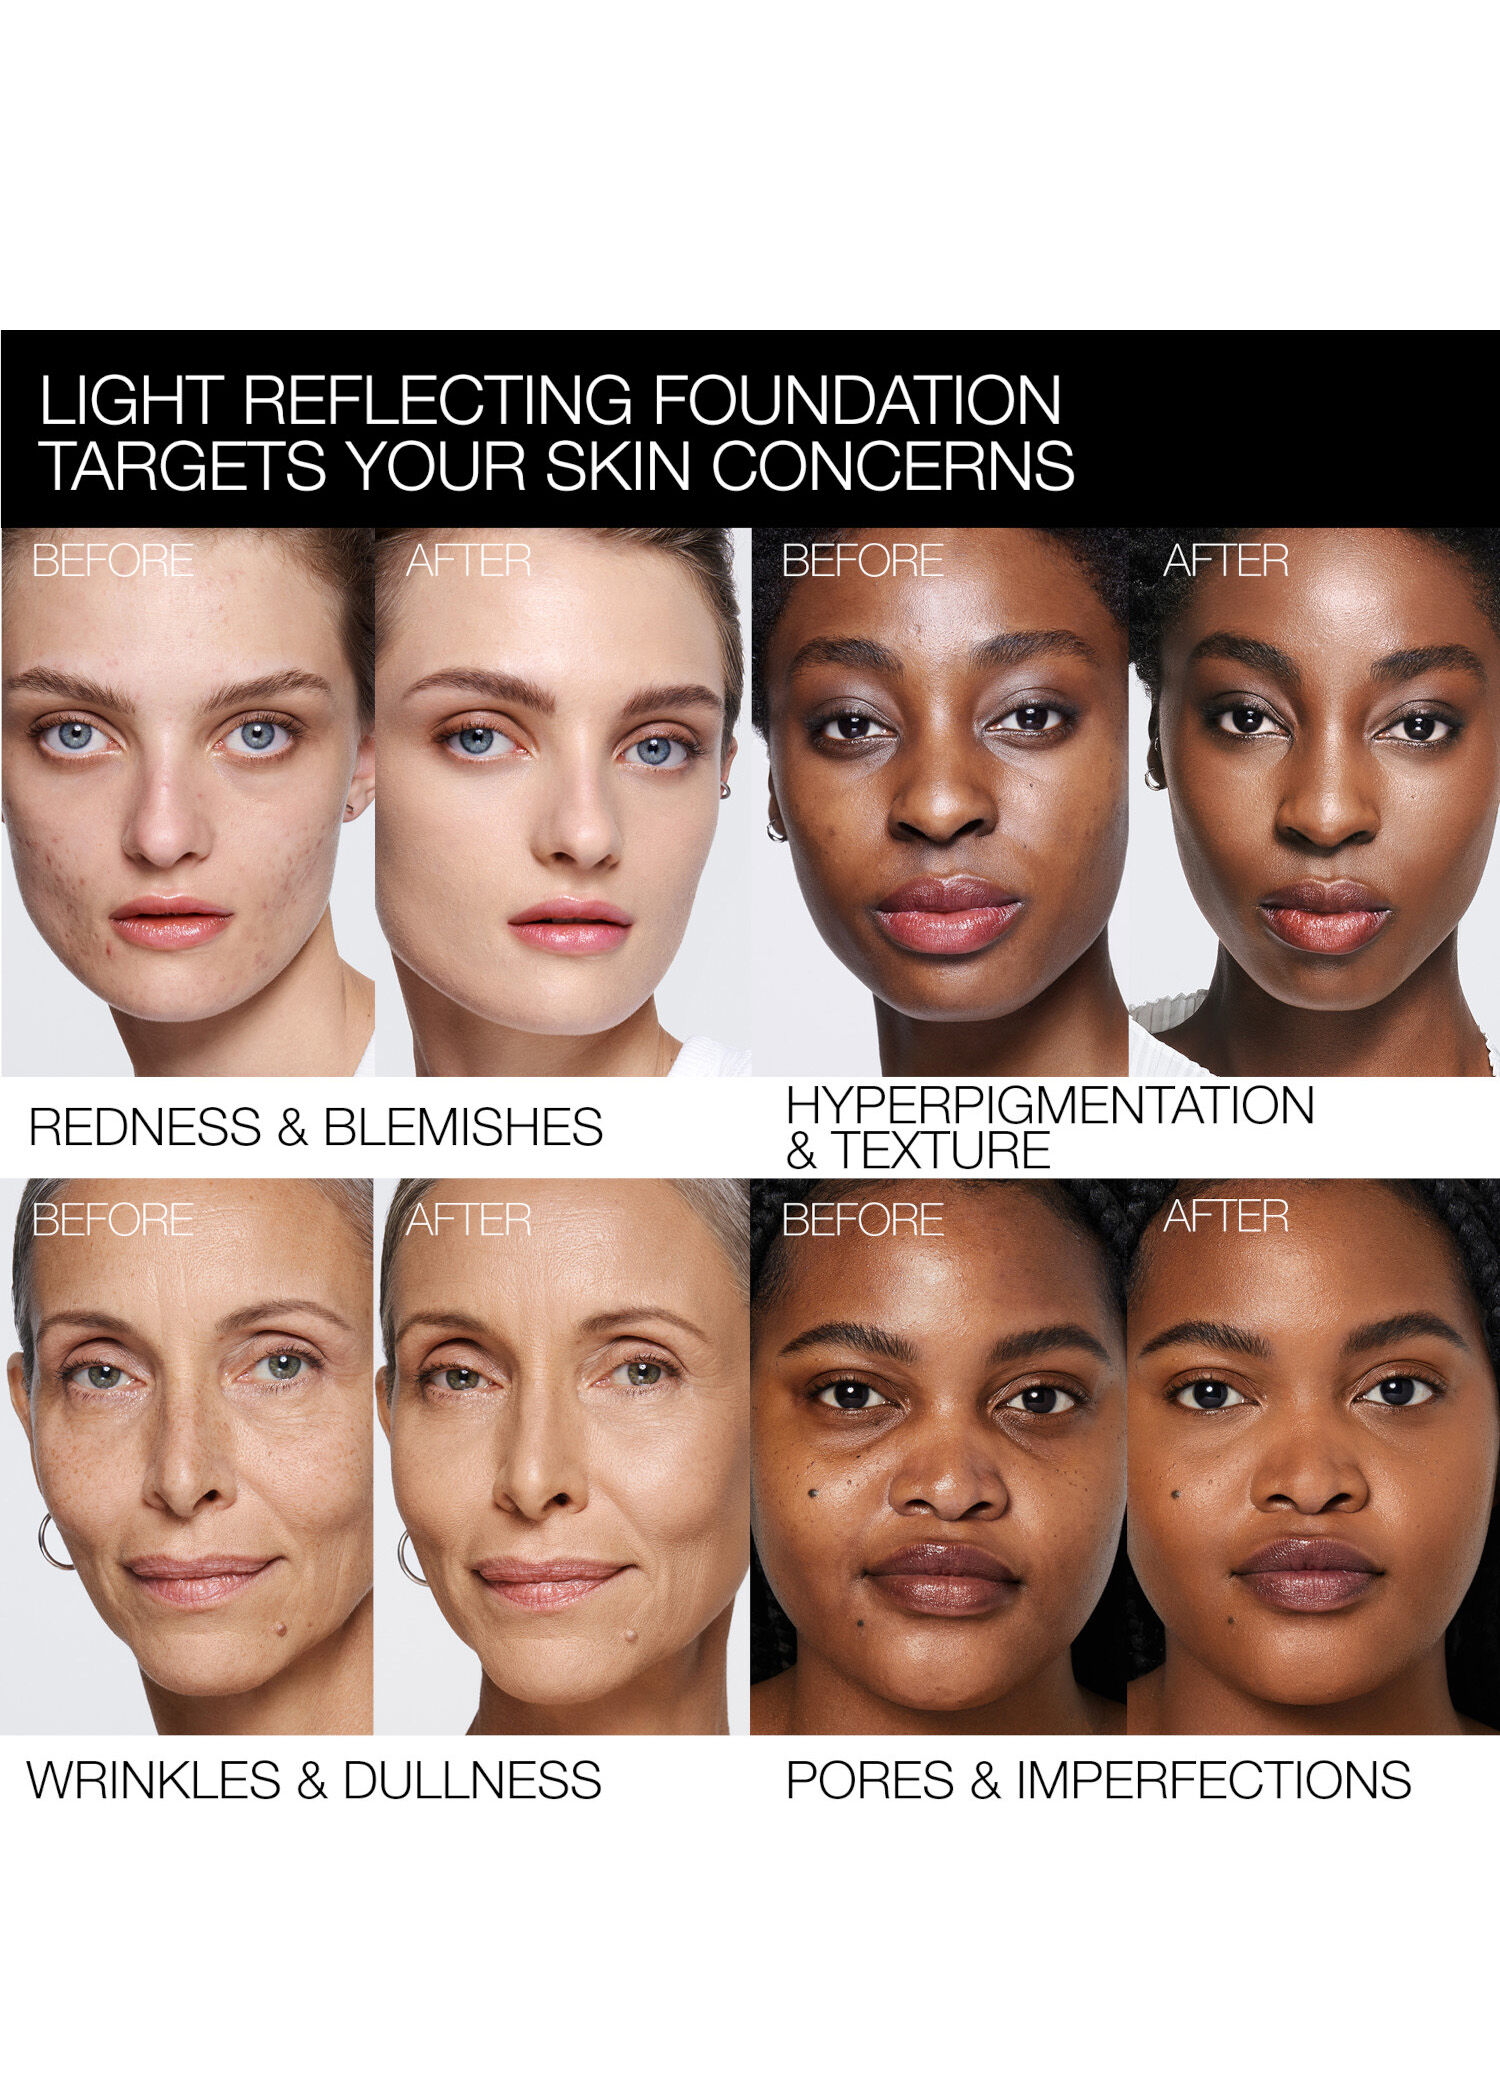 LIGHT REFLECTING FOUNDATION
TARGETS YOUR SKIN CONCERNS
BEFORE
AFTER
BEFORE
AFTER
REDNESS & BLEMISHES
HYPERPIGMENTATION
& TEXTURE
BEFORE
AFTER
BEFORE
AFTER
WRINKLES & DULLNESS
PORES & IMPERFECTIONS